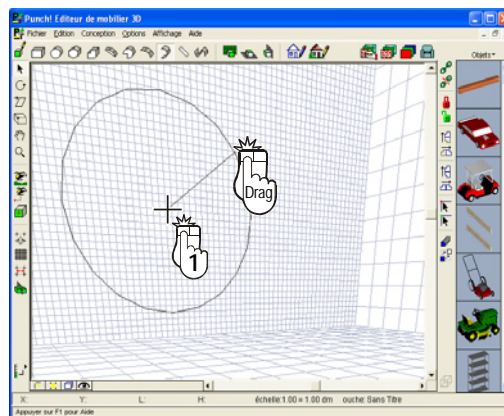 Punch! Editeur de mobilier 3D
Fichier Edition Conception Options Affichage Aide
Objets
Drag
1
X: Y: L: H: échelle:1.00 = 1.00 dm ouche: Sans Titre
Appuyer sur F1 pour Aide